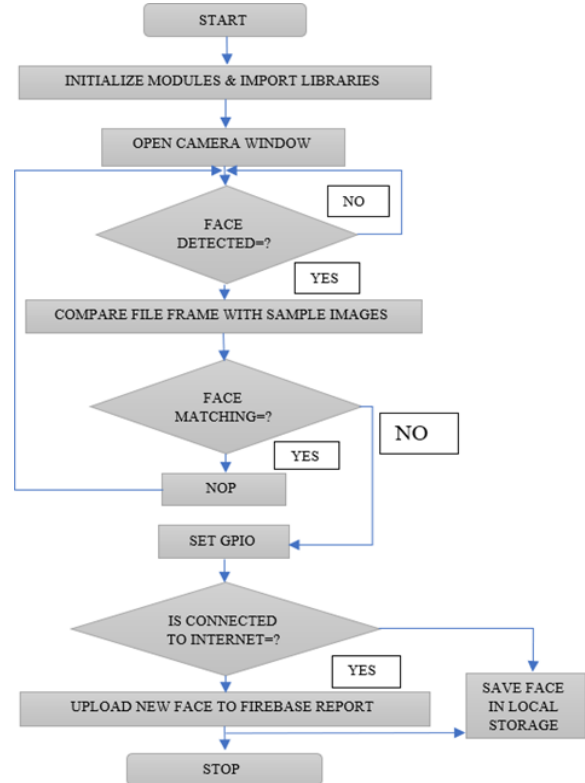 START
INITIALIZE MODULES & IMPORT LIBRARIES
OPEN CAMERA WINDOW
NO
FACE
DETECTED=?
YES
COMPARE FILE FRAME WITH SAMPLE IMAGES
FACE
MATCHING=?
NO
YES
NOP
SET GPIO
IS CONNECTED
TO INTERNET=?
YES
UPLOAD NEW FACE TO FIREBASE REPORT
SAVE FACE
IN LOCAL
STORAGE
STOP